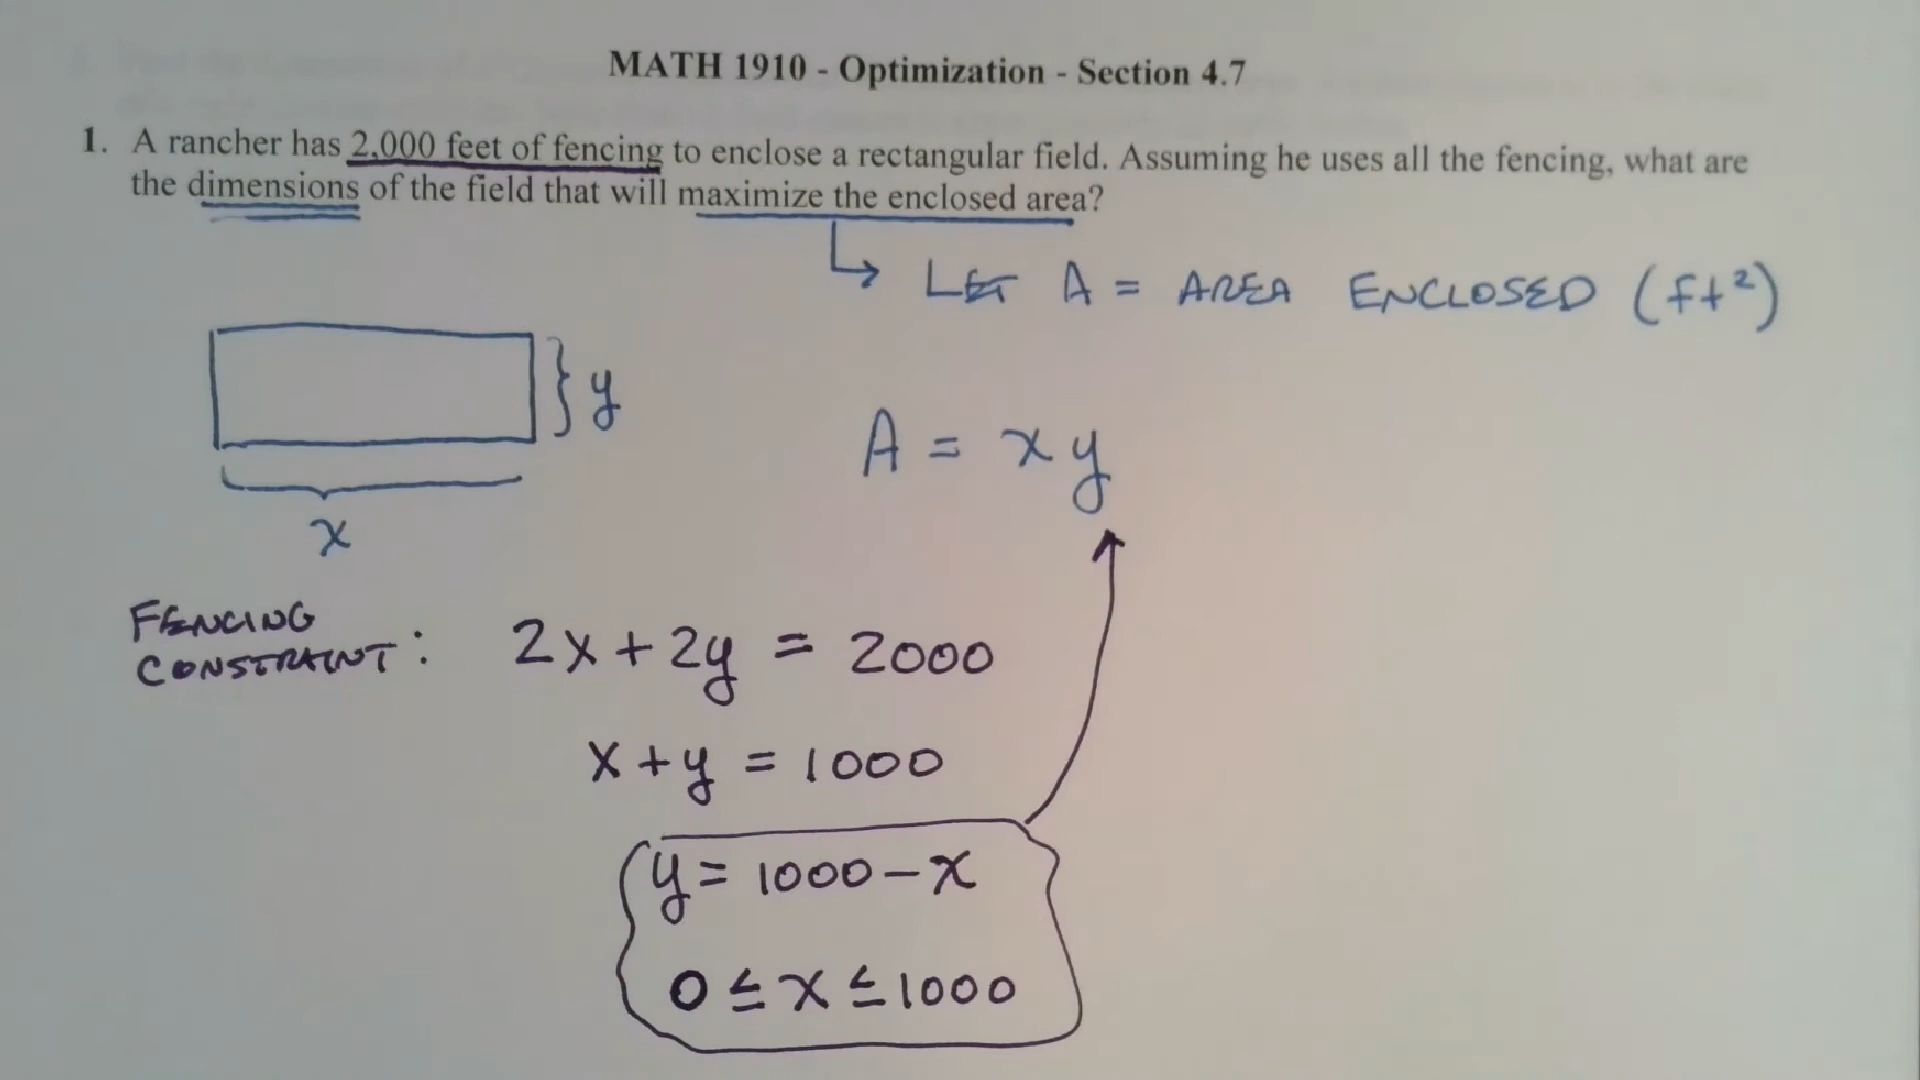 MATH 1910 - Optimization - Section 4.7
1. A rancher has 2,000 feet of fencing to enclose a rectangular field. Assuming he uses all the fencing, what are
the dimensions of the field that will maximize the enclosed area?
LET A = AREA ENCLOSED (ft²)
y
A = xy
x
FENCING
CONSTRAINT: 2x + 2y = 2000
x + y = 1000
y = 1000 - x
0 ≤ x ≤ 1000